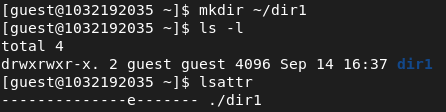 [guest@1032192035 ~]$ mkdir ~/dir1
[guest@1032192035 ~]$ ls -l
total 4
drwxrwxr-x. 2 guest guest 4096 Sep 14 16:37 dir1
[guest@1032192035 ~]$ lsattr
--------------e------- ./dir1